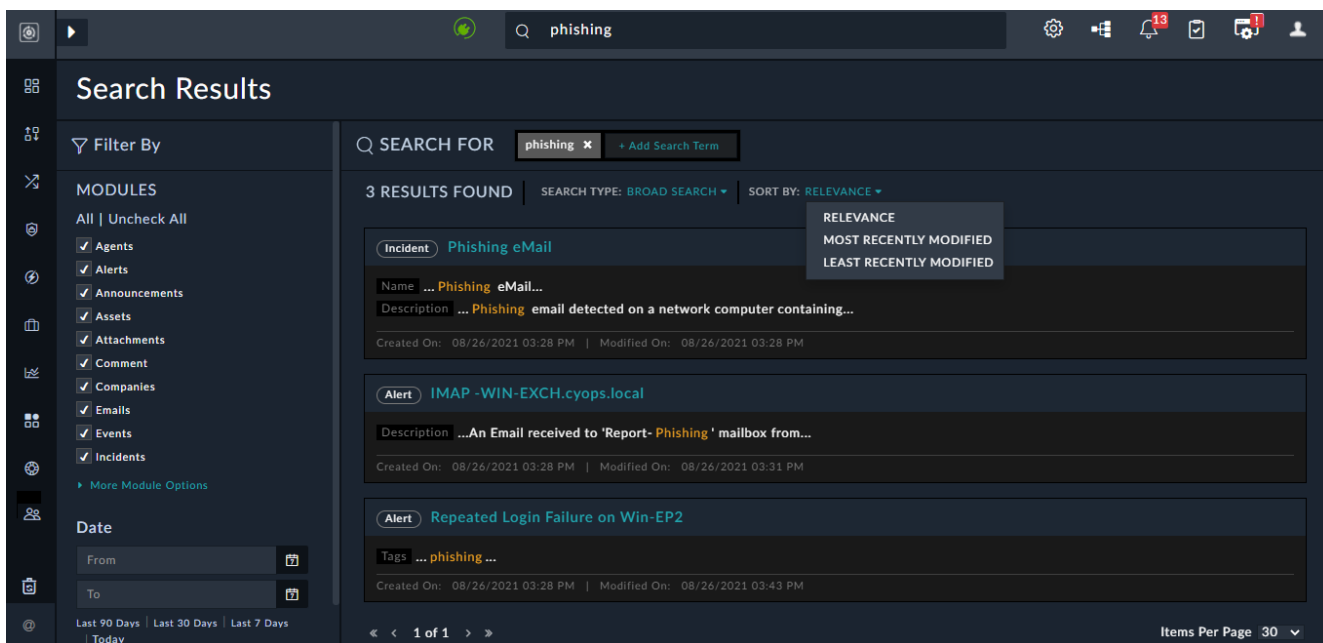 phishing
13
!
Search Results
Filter By
MODULES
All | Uncheck All
Agents
Alerts
Announcements
Assets
Attachments
Comment
Companies
Emails
Events
Incidents
More Module Options
Date
From
7
To
7
Last 90 Days | Last 30 Days | Last 7 Days
| Today
@
SEARCH FOR phishing × + Add Search Term
3 RESULTS FOUND SEARCH TYPE: BROAD SEARCH SORT BY: RELEVANCE
RELEVANCE
MOST RECENTLY MODIFIED
LEAST RECENTLY MODIFIED
Incident Phishing eMail
Name ... Phishing eMail...
Description ... Phishing email detected on a network computer containing...
Created On: 08/26/2021 03:28 PM | Modified On: 08/26/2021 03:28 PM
Alert IMAP -WIN-EXCH.cyops.local
Description ...An Email received to 'Report- Phishing ' mailbox from...
Created On: 08/26/2021 03:28 PM | Modified On: 08/26/2021 03:31 PM
Alert Repeated Login Failure on Win-EP2
Tags ... phishing ...
Created On: 08/26/2021 03:28 PM | Modified On: 08/26/2021 03:43 PM
« ‹ 1 of 1 › » Items Per Page 30